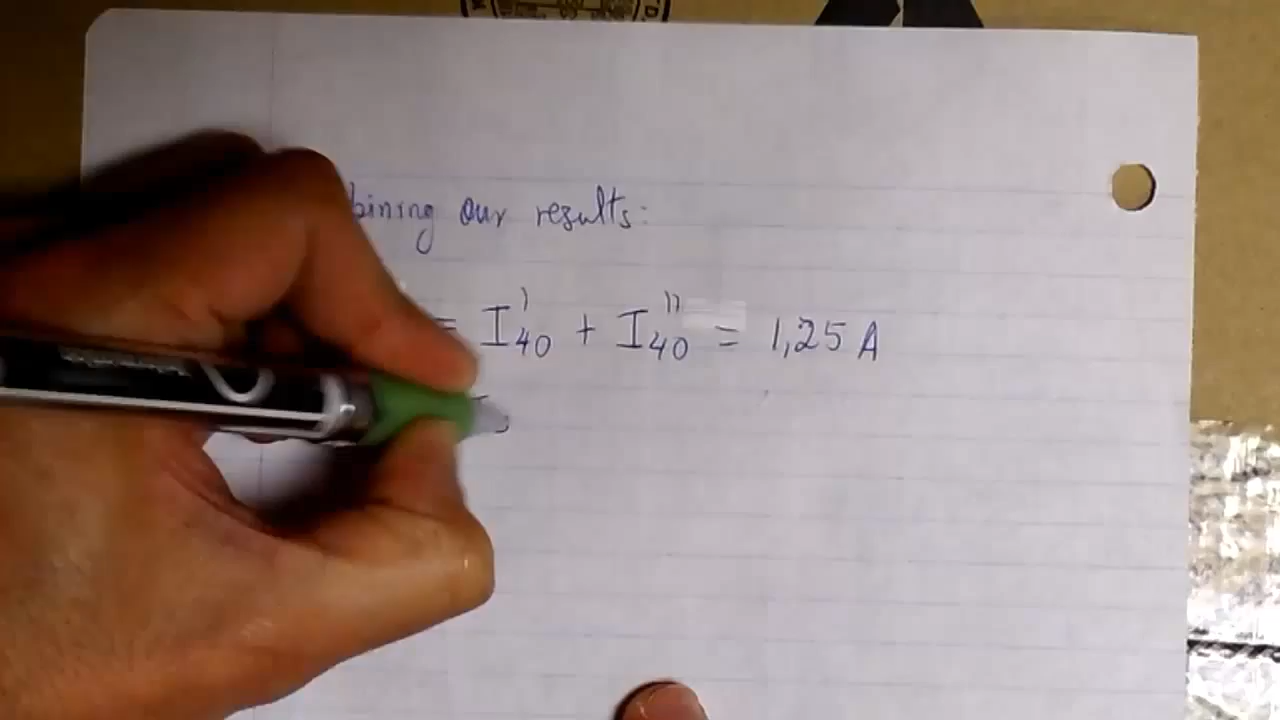 bining our results:
= I'40 + I''40 = 1,25 A